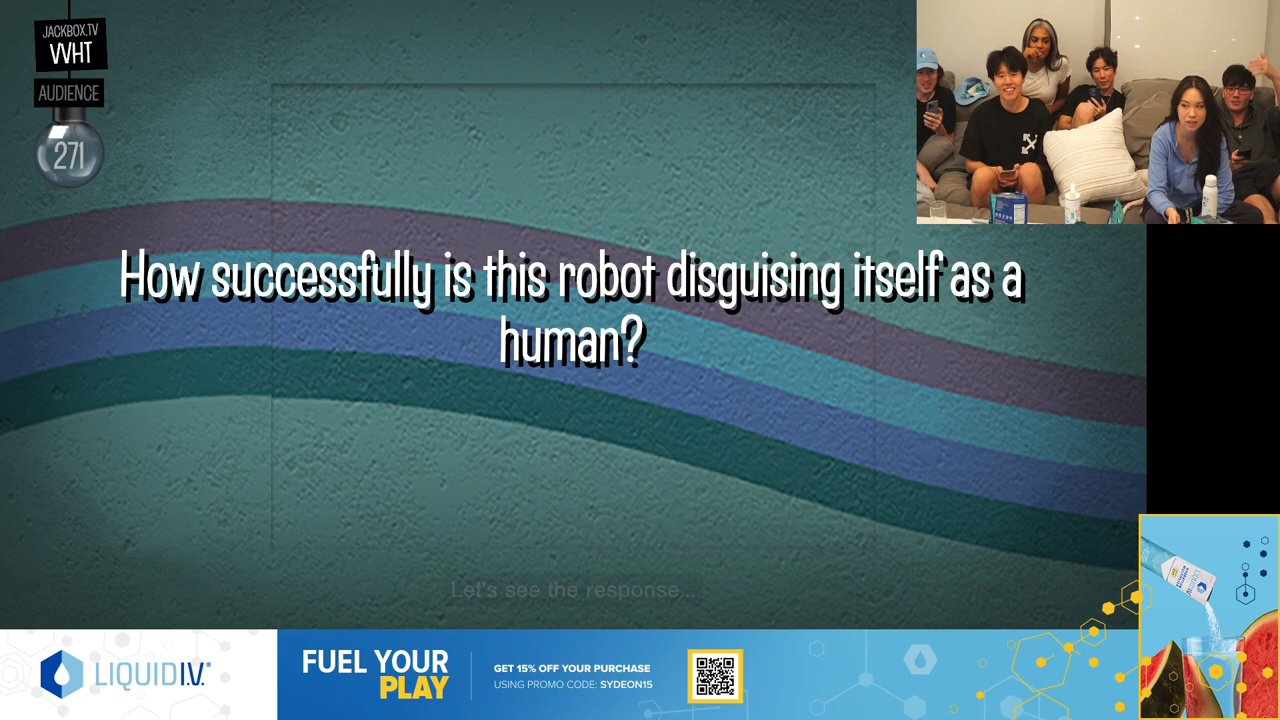 JACKBOX.TV
VVHT
AUDIENCE
271
How successfully is this robot disguising itself as a
human?
Let's see the response...
LIQUID I.V.
FUEL YOUR
PLAY
GET 15% OFF YOUR PURCHASE
USING PROMO CODE: SYDEON15